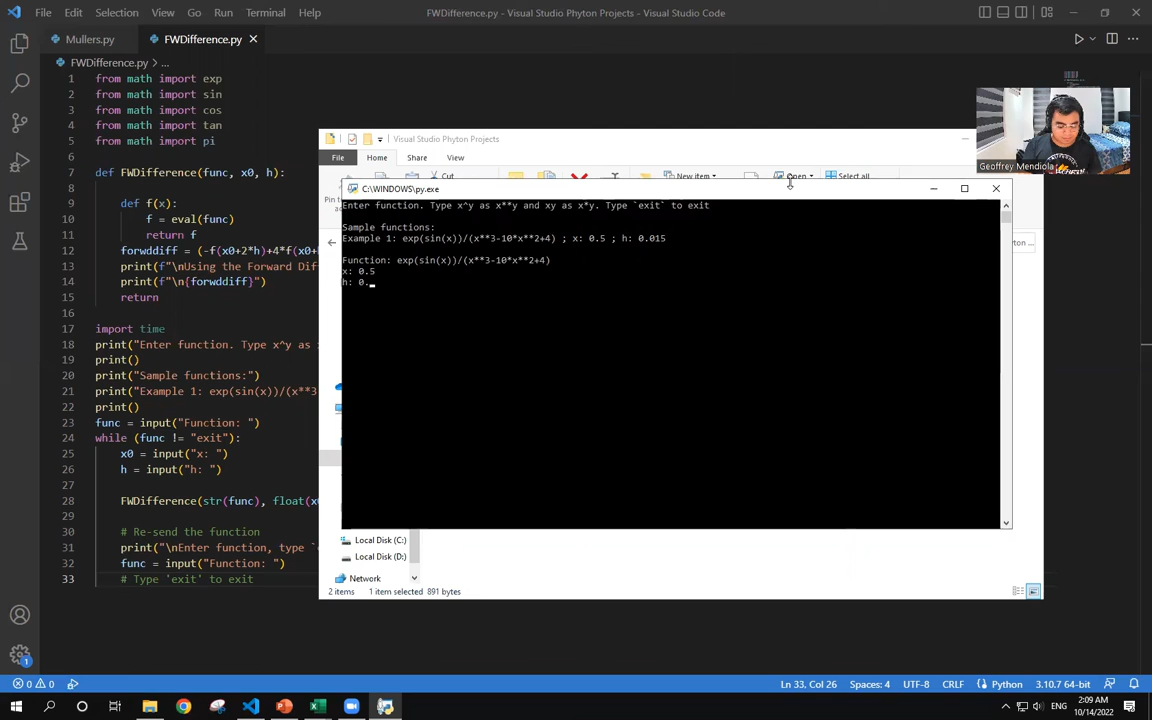 File Edit Selection View Go Run Terminal Help
FWDifference.py - Visual Studio Phyton Projects - Visual Studio Code
Mullers.py FWDifference.py
FWDifference.py > ...
1 from math import exp
2 from math import sin
3 from math import cos
4 from math import tan
5 from math import pi
6
7 def FWDifference(func, x0, h):
8
9 def f(x):
10 f = eval(func)
11 return f
12 forwddiff = (-f(x0+2*h)+4*f(x0+
13 print(f"\nUsing the Forward Dif
14 print(f"\n{forwddiff}")
15 return
16
17 import time
18 print("Enter function. Type x^y as
19 print()
20 print("Sample functions:")
21 print("Example 1: exp(sin(x))/(x**3
22 print()
23 func = input("Function: ")
24 while (func != "exit"):
25 x0 = input("x: ")
26 h = input("h: ")
27
28 FWDifference(str(func), float(x0
29
30 # Re-send the function
31 print("\nEnter function, type `
32 func = input("Function: ")
33 # Type 'exit' to exit
Visual Studio Phyton Projects
File Home Share View
Cut
New item
Open
Select all
C:\WINDOWS\py.exe
Enter function. Type x^y as x**y and xy as x*y. Type `exit` to exit
Sample functions:
Example 1: exp(sin(x))/(x**3-10*x**2+4) ; x: 0.5 ; h: 0.015
Function: exp(sin(x))/(x**3-10*x**2+4)
x: 0.5
h: 0.
Local Disk (C:)
Local Disk (D:)
Network
2 items 1 item selected 891 bytes
Geoffrey Mendiola
0 0
Ln 33, Col 26 Spaces: 4 UTF-8 CRLF Python 3.10.7 64-bit
1
ENG
2:09 AM
10/14/2022